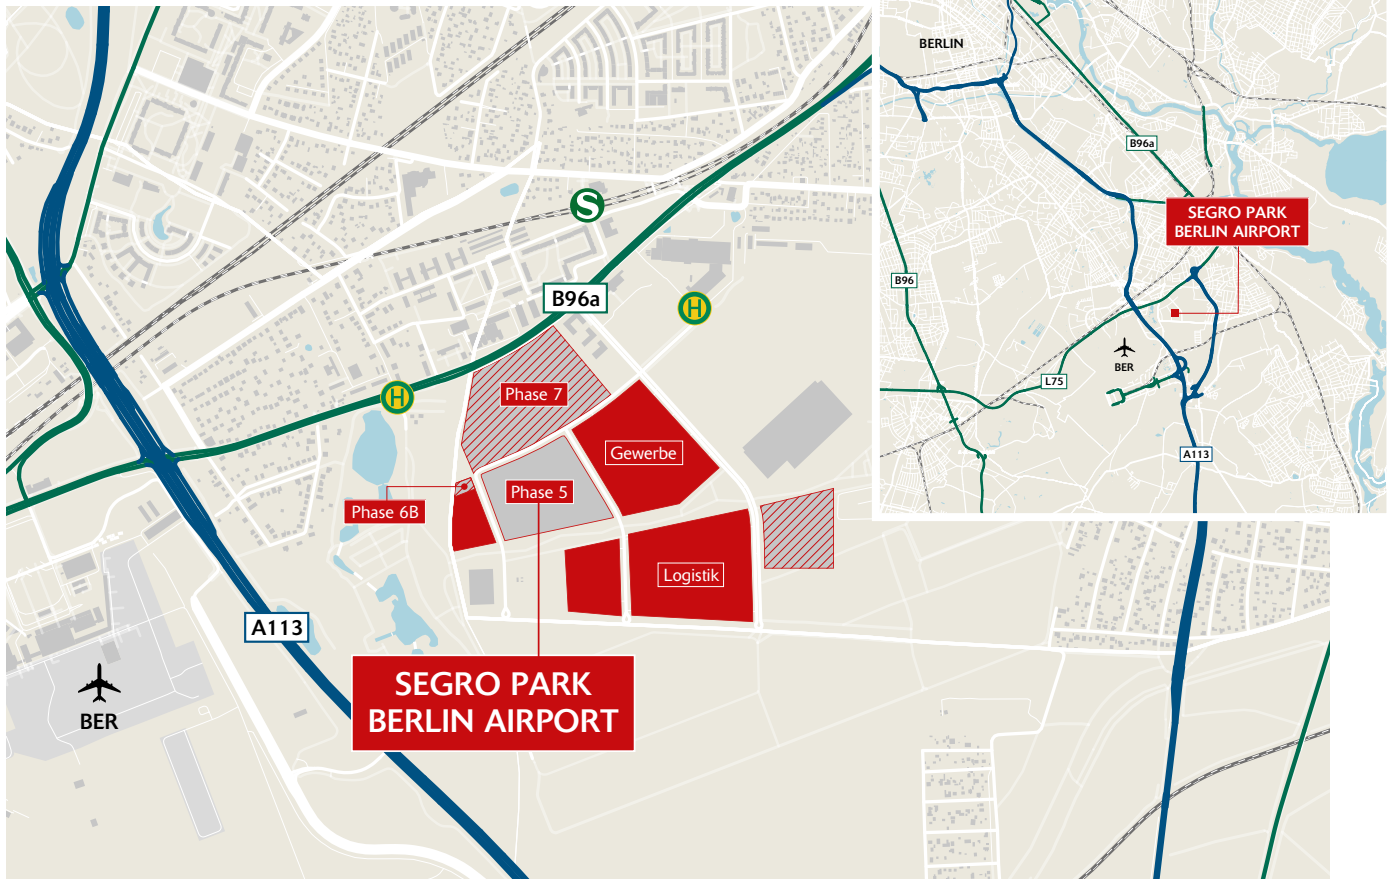 S
B96a
H
H
Phase 7
Gewerbe
Phase 5
Phase 6B
Logistik
A113
SEGRO PARK
BERLIN AIRPORT
BER
BERLIN
B96a
SEGRO PARK
BERLIN AIRPORT
B96
BER
L75
A113